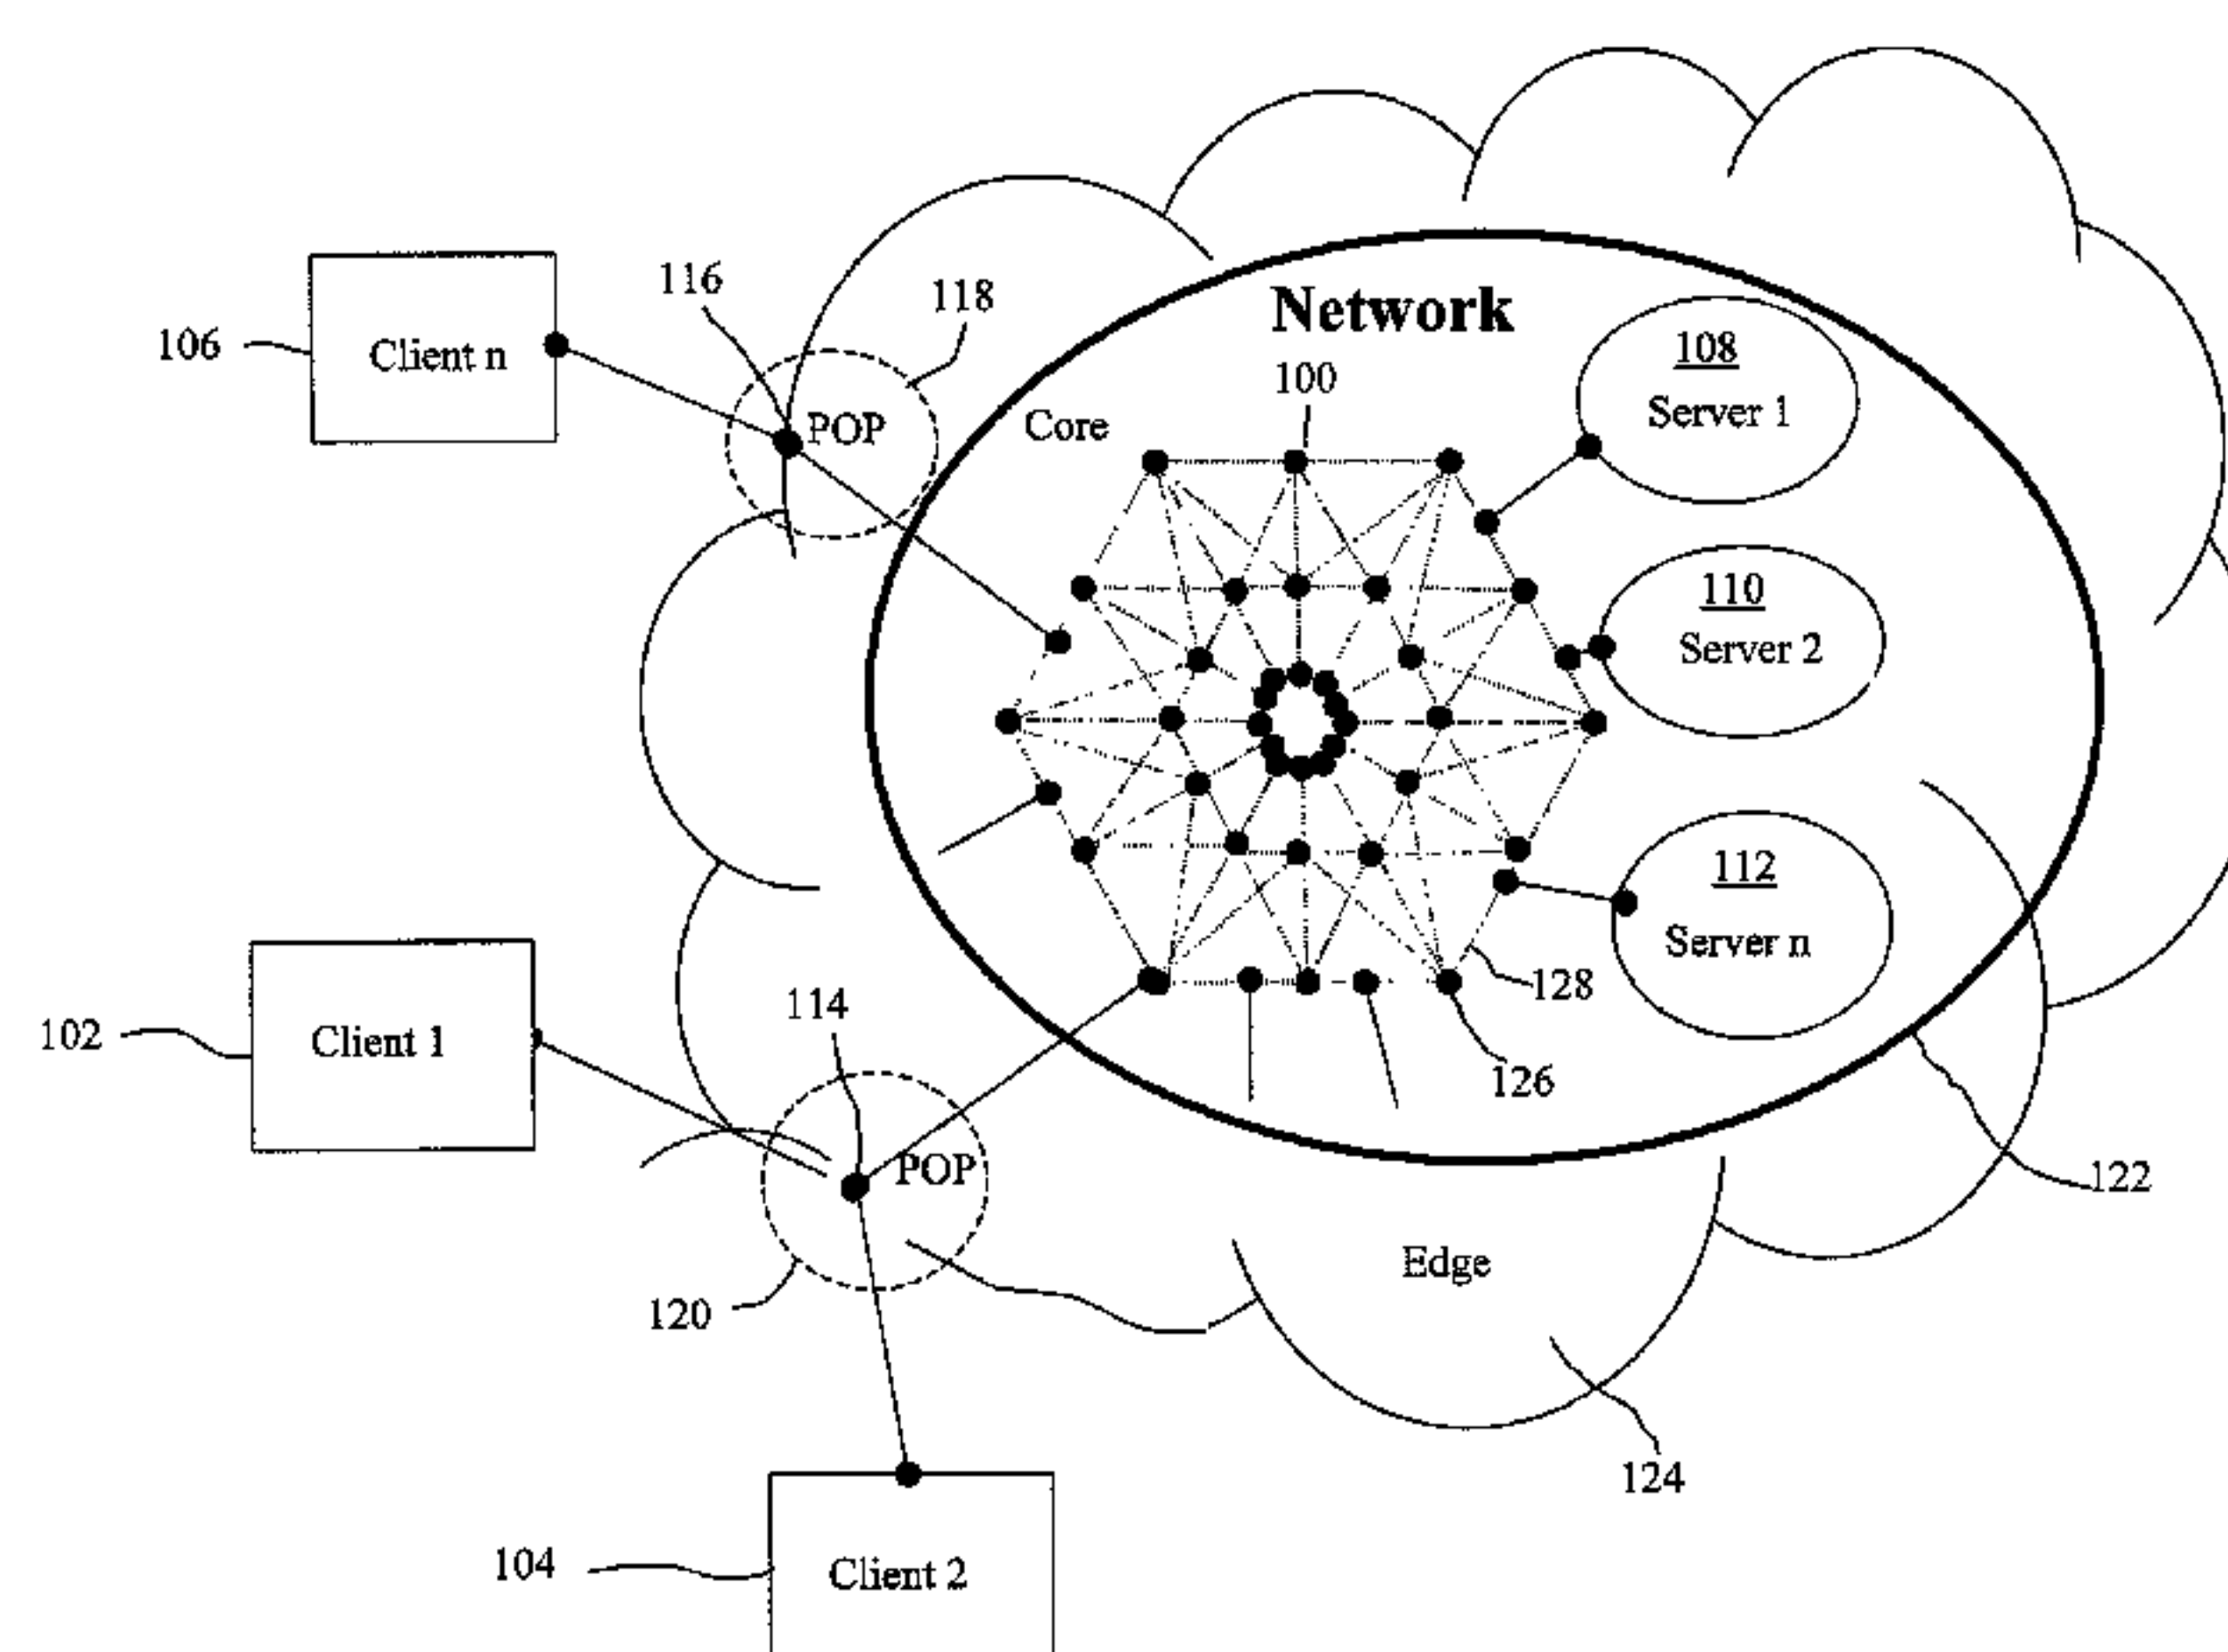 Network
116
118
108
Server 1
106
Client n
100
POP
Core
110
Server 2
112
Server n
128
114
102
Client 1
126
POP
122
Edge
120
124
104
Client 2